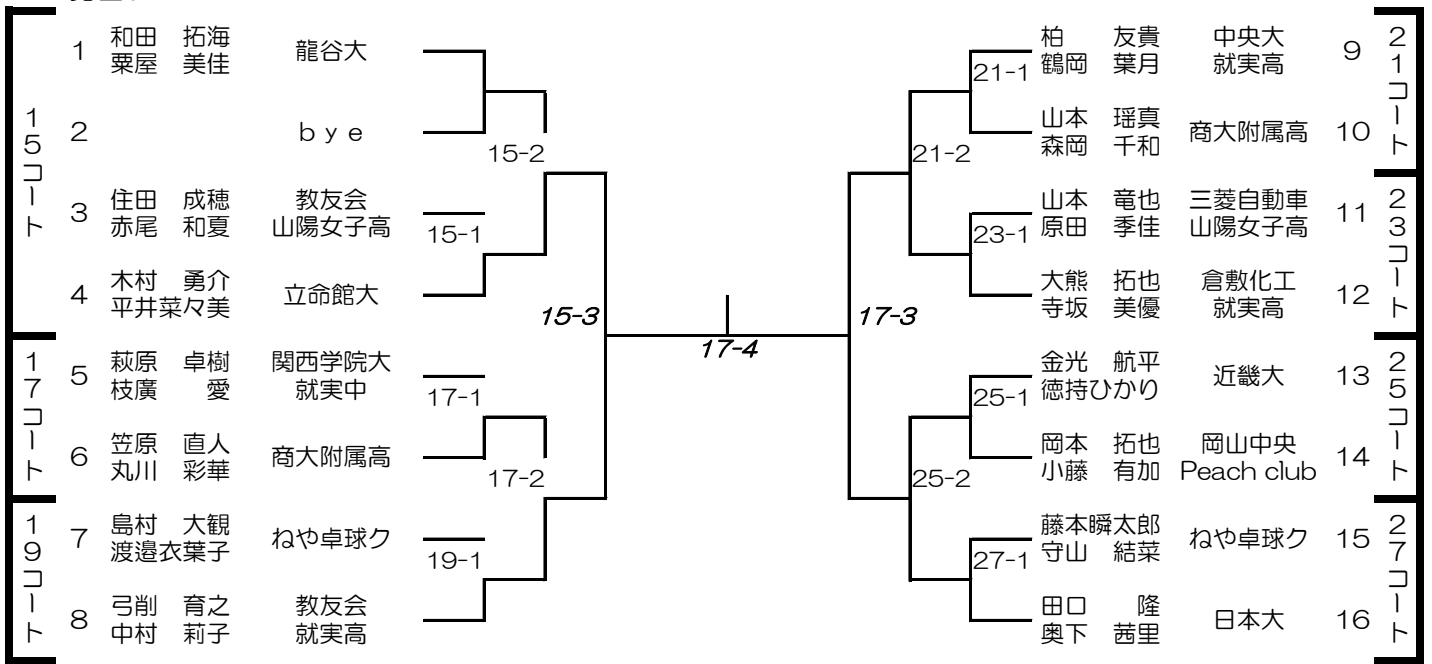 15コート
1 和田 拓海 龍谷大
粟屋 美佳
2 bye
15-2
3 住田 成穂 教友会
赤尾 和夏 山陽女子高
15-1
4 木村 勇介 立命館大
平井菜々美
15-3
17コート
5 萩原 卓樹 関西学院大
枝廣 愛 就実中
17-1
6 笠原 直人 商大附属高
丸川 彩華
17-2
19コート
7 島村 大観 ねや卓球ク
渡邉衣葉子
19-1
8 弓削 育之 教友会
中村 莉子 就実高
17-4
21コート
柏 友貴 中央大 9
鶴岡 葉月 就実高
21-1
山本 瑶真 商大附属高 10
森岡 千和
21-2
23コート
山本 竜也 三菱自動車 11
原田 季佳 山陽女子高
23-1
大熊 拓也 倉敷化工 12
寺坂 美優 就実高
17-3
25コート
金光 航平 近畿大 13
徳持ひかり
25-1
岡本 拓也 岡山中央 14
小藤 有加 Peach club
25-2
27コート
藤本瞬太郎 ねや卓球ク 15
守山 結菜
27-1
田口 隆 日本大 16
奥下 茜里